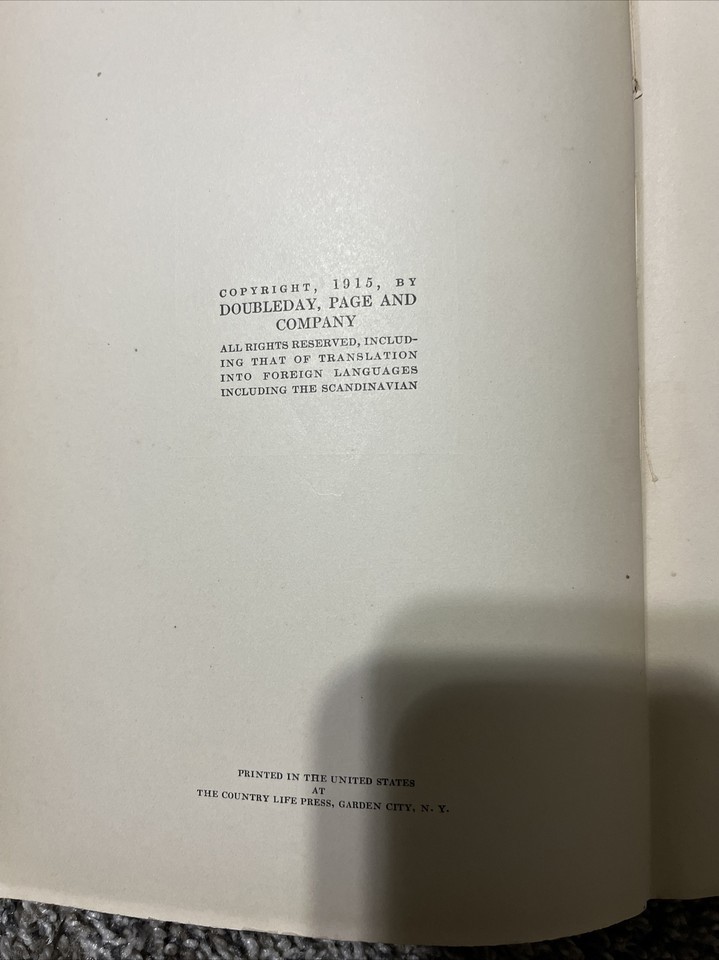 COPYRIGHT, 1915, BY
DOUBLEDAY, PAGE AND
COMPANY
ALL RIGHTS RESERVED, INCLUD-
ING THAT OF TRANSLATION
INTO FOREIGN LANGUAGES
INCLUDING THE SCANDINAVIAN
PRINTED IN THE UNITED STATES
AT
THE COUNTRY LIFE PRESS, GARDEN CITY, N. Y.